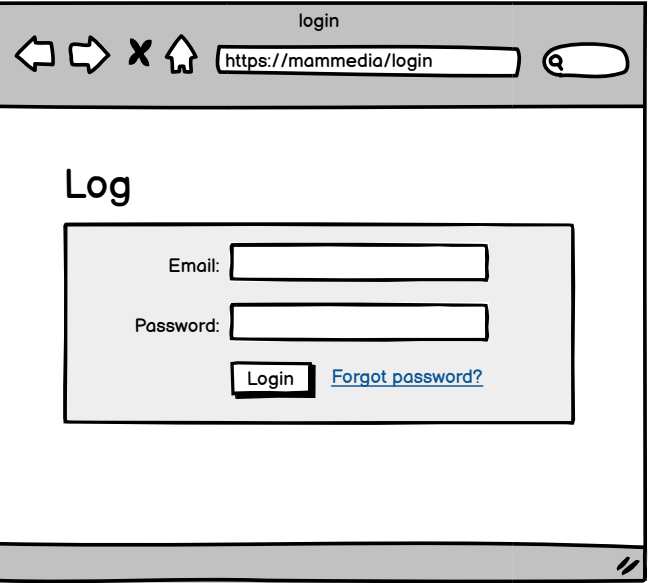 login
https://mammedia/login
Log
Email:
Password:
Login Forgot password?